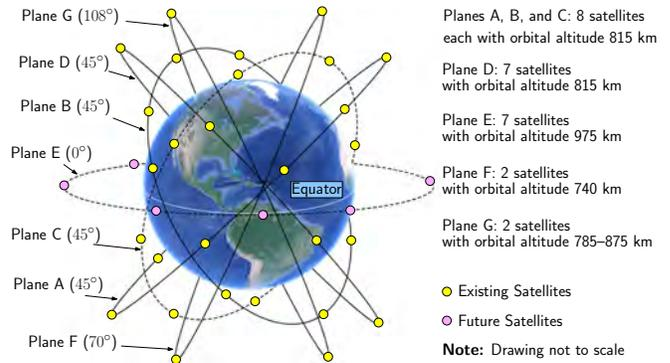 Plane G (108°)
Plane D (45°)
Plane B (45°)
Plane E (0°)
Plane C (45°)
Plane A (45°)
Plane F (70°)
Equator
Planes A, B, and C: 8 satellites
each with orbital altitude 815 km
Plane D: 7 satellites
with orbital altitude 815 km
Plane E: 7 satellites
with orbital altitude 975 km
Plane F: 2 satellites
with orbital altitude 740 km
Plane G: 2 satellites
with orbital altitude 785–875 km
Existing Satellites
Future Satellites
Note: Drawing not to scale